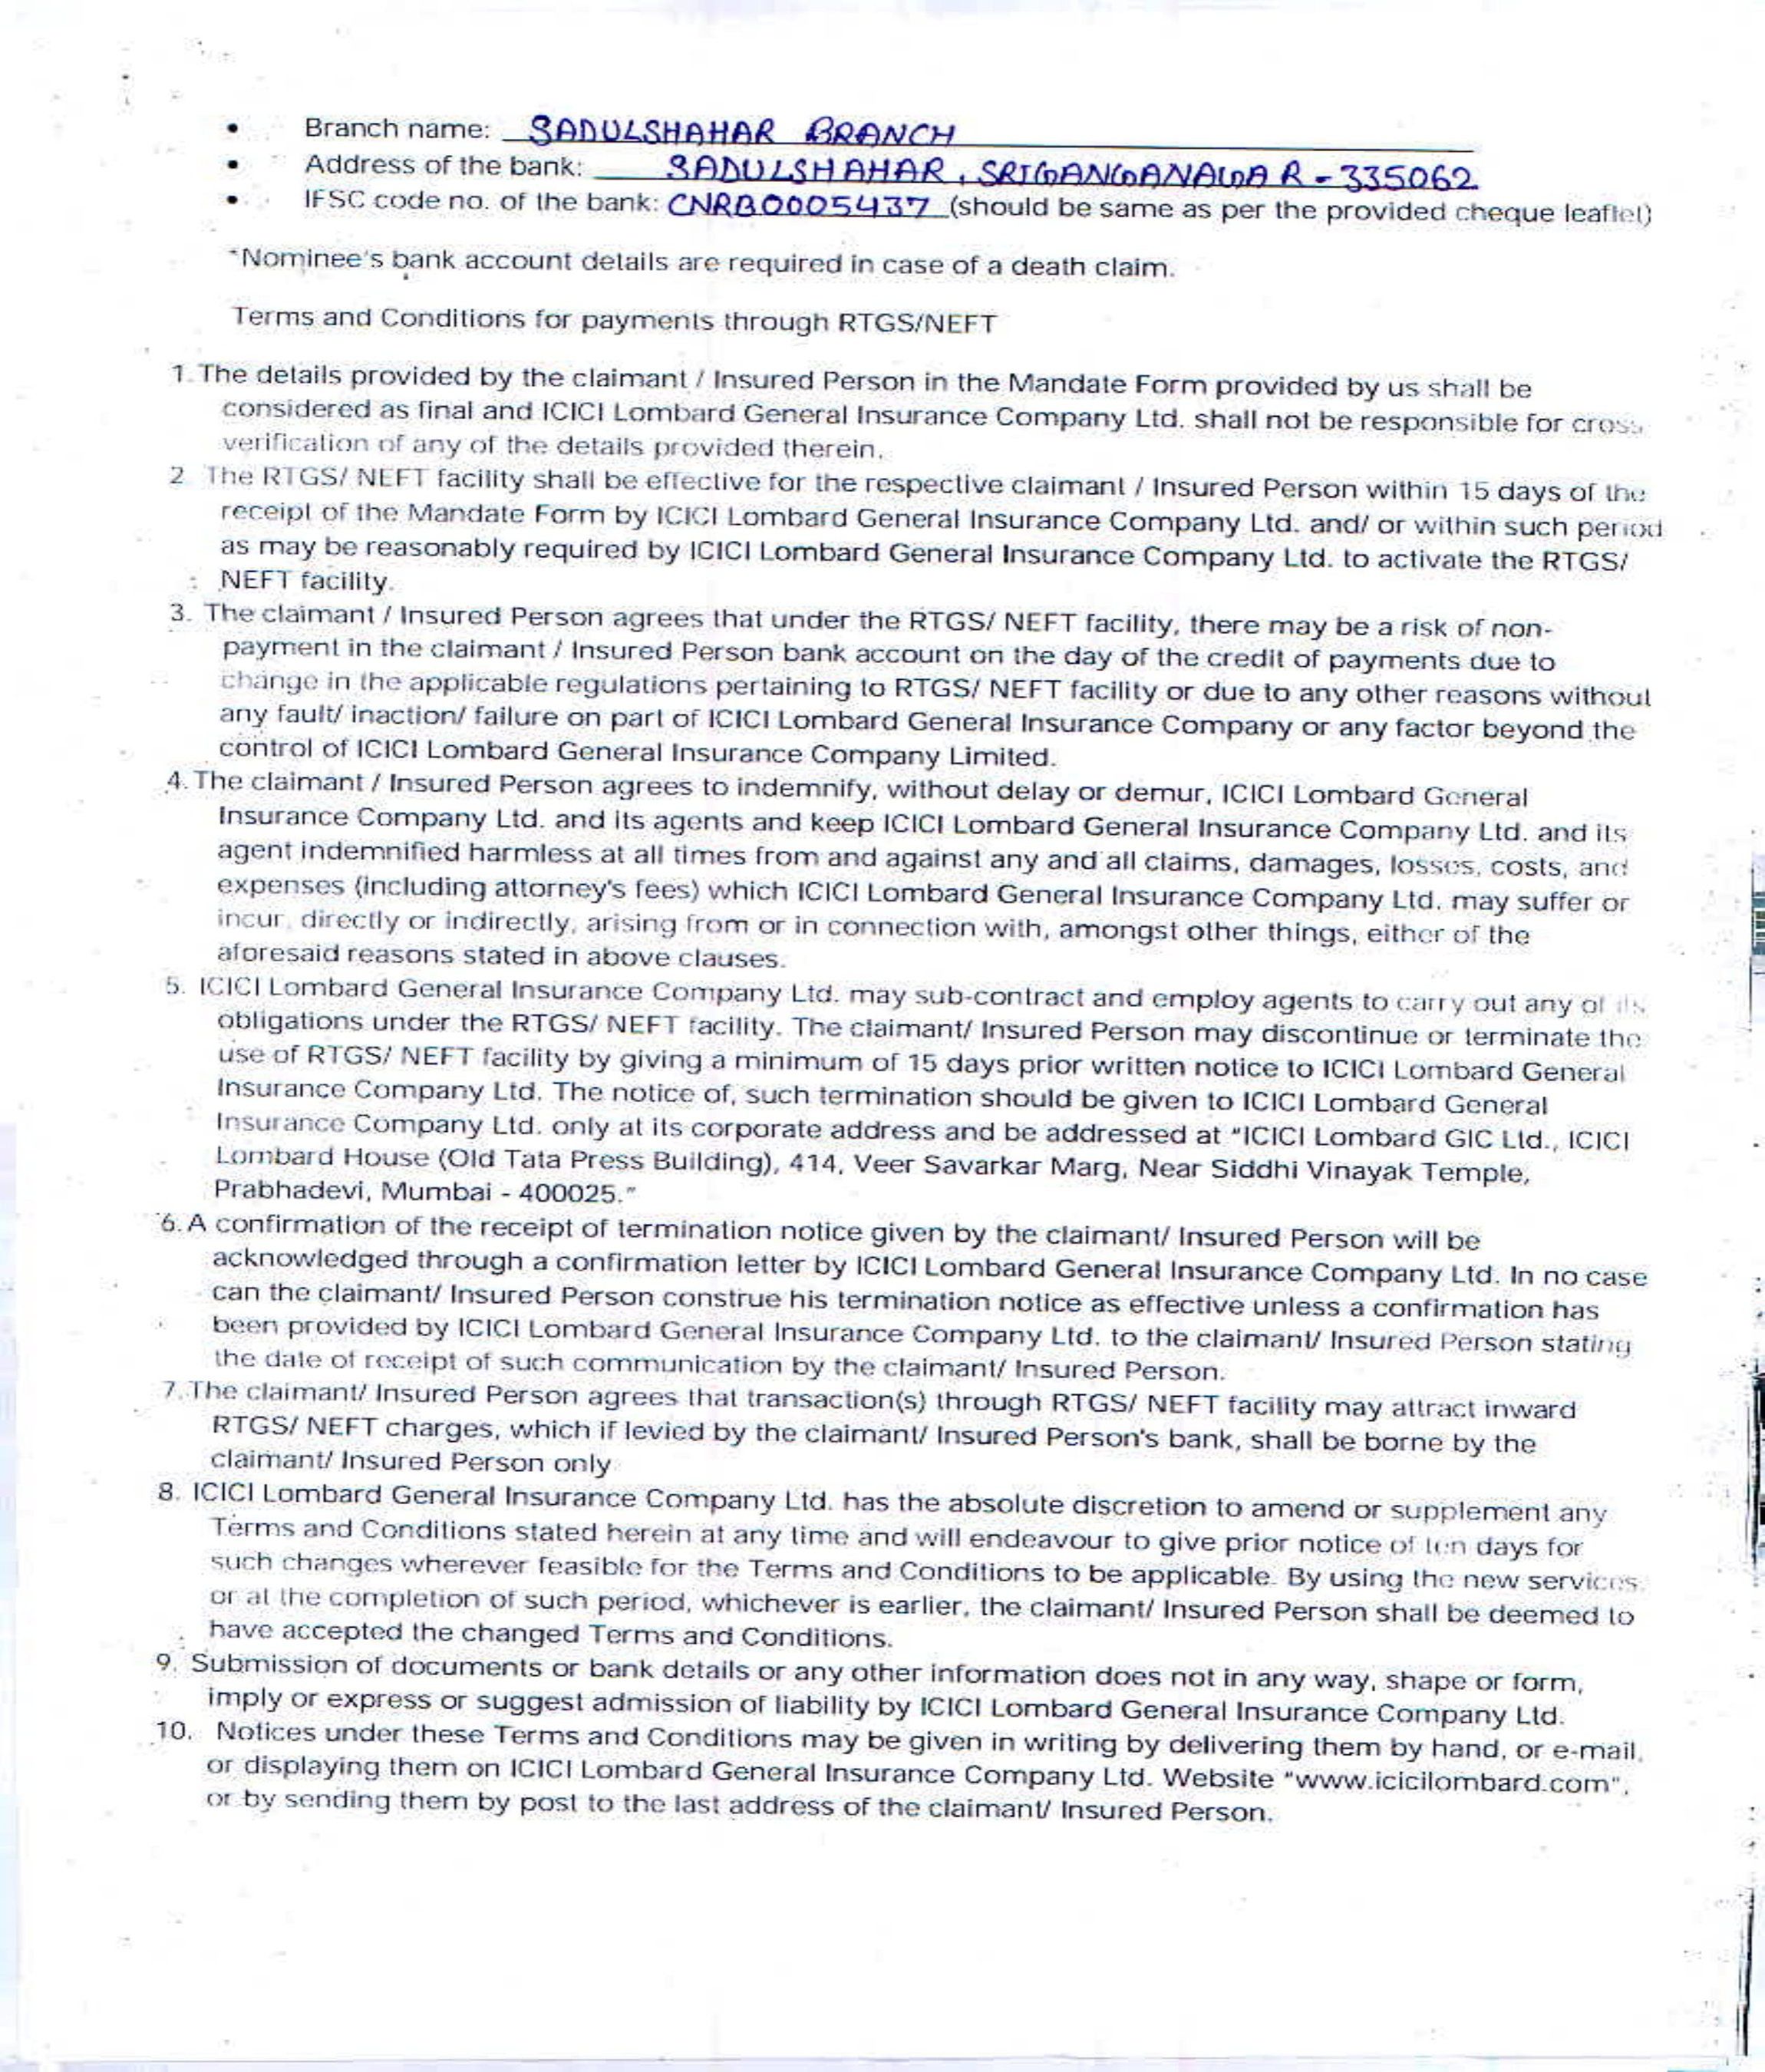 • Branch name: SADULSHAHAR BRANCH
• Address of the bank: SADULSHAHAR, SRIGANGANAGAR - 335062
• IFSC code no. of the bank: CNRB0005437 (should be same as per the provided cheque leaflet)
*Nominee's bank account details are required in case of a death claim.
Terms and Conditions for payments through RTGS/NEFT
1. The details provided by the claimant / Insured Person in the Mandate Form provided by us shall be
considered as final and ICICI Lombard General Insurance Company Ltd. shall not be responsible for cross
verification of any of the details provided therein.
2 The RTGS/ NEFT facility shall be effective for the respective claimant / Insured Person within 15 days of the
receipt of the Mandate Form by ICICI Lombard General Insurance Company Ltd. and/ or within such period
as may be reasonably required by ICICI Lombard General Insurance Company Ltd. to activate the RTGS/
NEFT facility.
3. The claimant / Insured Person agrees that under the RTGS/ NEFT facility, there may be a risk of non-
payment in the claimant / Insured Person bank account on the day of the credit of payments due to
change in the applicable regulations pertaining to RTGS/ NEFT facility or due to any other reasons without
any fault/ inaction/ failure on part of ICICI Lombard General Insurance Company or any factor beyond the
control of ICICI Lombard General Insurance Company Limited.
4. The claimant / Insured Person agrees to indemnify, without delay or demur, ICICI Lombard General
Insurance Company Ltd. and its agents and keep ICICI Lombard General Insurance Company Ltd. and its
agent indemnified harmless at all times from and against any and all claims, damages, losses, costs, and
expenses (including attorney's fees) which ICICI Lombard General Insurance Company Ltd. may suffer or
incur, directly or indirectly, arising from or in connection with, amongst other things, either of the
aforesaid reasons stated in above clauses.
5. ICICI Lombard General Insurance Company Ltd. may sub-contract and employ agents to carry out any of its
obligations under the RTGS/ NEFT facility. The claimant/ Insured Person may discontinue or terminate the
use of RTGS/ NEFT facility by giving a minimum of 15 days prior written notice to ICICI Lombard General
Insurance Company Ltd. The notice of, such termination should be given to ICICI Lombard General
Insurance Company Ltd. only at its corporate address and be addressed at "ICICI Lombard GIC Ltd., ICICI
Lombard House (Old Tata Press Building), 414, Veer Savarkar Marg, Near Siddhi Vinayak Temple,
Prabhadevi, Mumbai - 400025."
6. A confirmation of the receipt of termination notice given by the claimant/ Insured Person will be
acknowledged through a confirmation letter by ICICI Lombard General Insurance Company Ltd. In no case
can the claimant/ Insured Person construe his termination notice as effective unless a confirmation has
been provided by ICICI Lombard General Insurance Company Ltd. to the claimant/ Insured Person stating
the date of receipt of such communication by the claimant/ Insured Person.
7. The claimant/ Insured Person agrees that transaction(s) through RTGS/ NEFT facility may attract inward
RTGS/ NEFT charges, which if levied by the claimant/ Insured Person's bank, shall be borne by the
claimant/ Insured Person only
8. ICICI Lombard General Insurance Company Ltd. has the absolute discretion to amend or supplement any
Terms and Conditions stated herein at any time and will endeavour to give prior notice of ten days for
such changes wherever feasible for the Terms and Conditions to be applicable. By using the new services,
or at the completion of such period, whichever is earlier, the claimant/ Insured Person shall be deemed to
have accepted the changed Terms and Conditions.
9. Submission of documents or bank details or any other information does not in any way, shape or form,
imply or express or suggest admission of liability by ICICI Lombard General Insurance Company Ltd.
10. Notices under these Terms and Conditions may be given in writing by delivering them by hand, or e-mail,
or displaying them on ICICI Lombard General Insurance Company Ltd. Website "www.icicilombard.com",
or by sending them by post to the last address of the claimant/ Insured Person.